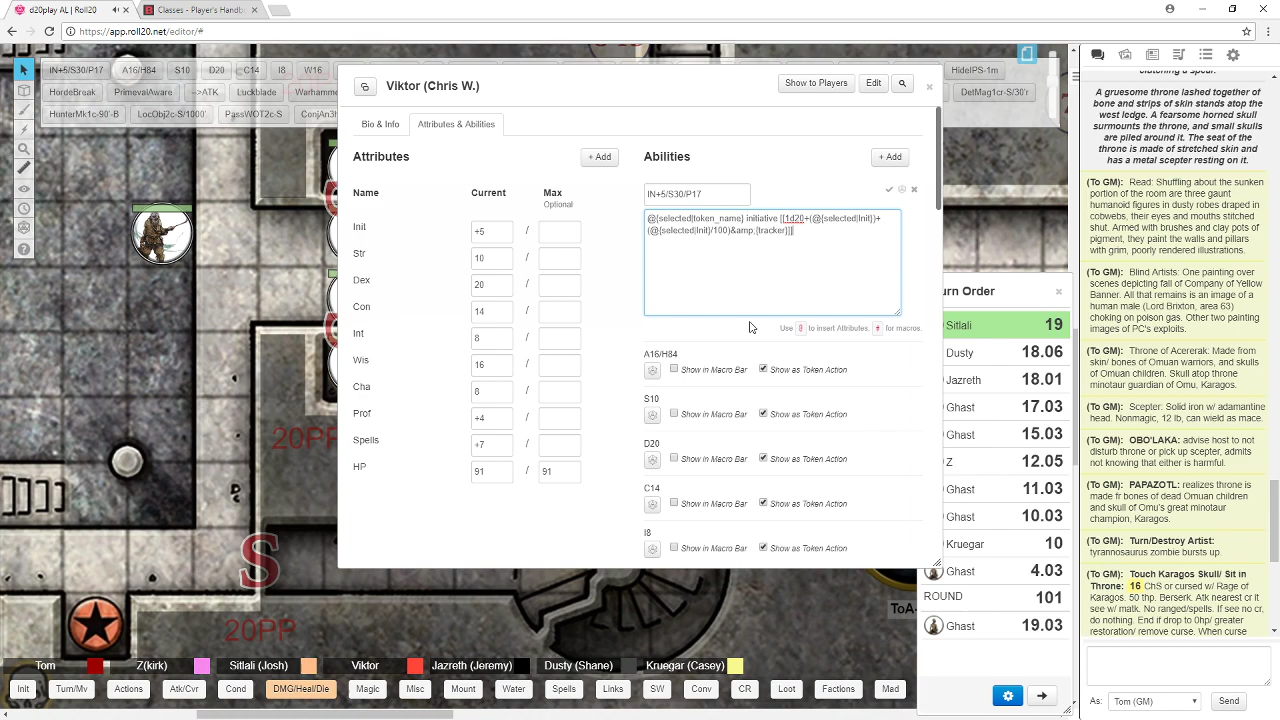 d20play AL | Roll20
Classes - Player's Handb
https://app.roll20.net/editor/#
IN+5/S30/P17
A16/H84
S10
D20
C14
I8
W16
HideIPS-1m
HordeBreak
PrimevalAware
-->ATK
Luckblade
Warhamme
DetMag1cr-S/30'r
HunterMk1c-90'-B
LocObj2c-S/1000'
PassWOT2c-S
ConjAn3h
Viktor (Chris W.)
Show to Players
Edit
Bio & Info
Attributes & Abilities
Attributes
+ Add
Name
Current
Max
Optional
Init
+5
/
Str
10
/
Dex
20
/
Con
14
/
Int
8
/
Wis
16
/
Cha
8
/
Prof
+4
/
Spells
+7
/
HP
91
/
91
Abilities
+ Add
IN+5/S30/P17
@{selected|token_name} initiative [[1d20+(@{selected|Init})+
(@{selected|Init}/100)&amp;{tracker}]]
Use @ to insert Attributes, # for macros.
A16/H84
Show in Macro Bar
Show as Token Action
S10
Show in Macro Bar
Show as Token Action
D20
Show in Macro Bar
Show as Token Action
C14
Show in Macro Bar
Show as Token Action
I8
Show in Macro Bar
Show as Token Action
urn Order
Sitlali 19
Dusty 18.06
Jazreth 18.01
Ghast 17.03
Ghast 15.03
Z 12.05
Ghast 11.03
Ghast 10.03
Kruegar 10
Ghast 4.03
ROUND 101
Ghast 19.03
clutching a spear.
A gruesome throne lashed together of
bone and strips of skin stands atop the
west ledge. A fearsome horned skull
surmounts the throne, and small skulls
are piled around it. The seat of the
throne is made of stretched skin and
has a metal scepter resting on it.
(To GM): Read: Shuffling about the sunken
portion of the room are three gaunt
humanoid figures in dusty robes draped in
cobwebs, their eyes and mouths stitched
shut. Armed with brushes and clay pots of
pigment, they paint the walls and pillars
with grim, poorly rendered illustrations.
(To GM): Blind Artists: One painting over
scenes depicting fall of Company of Yellow
Banner. All that remains is an image of a
human male (Lord Brixton, area 63)
choking on poison gas. Other two painting
images of PC's exploits.
(To GM): Throne of Acererak: Made from
skin/ bones of Omuan warriors, and skulls
of Omuan children. Skull atop throne
minotaur guardian of Omu, Karagos.
(To GM): Scepter: Solid iron w/ adamantine
head. Nonmagic, 12 lb, can wield as mace.
(To GM): OBO'LAKA: advise host to not
disturb throne or pick up scepter, but
admits not knowing that either is harmful.
(To GM): PAPAZOTL: realizes throne is
made fr bones of dead Omuan children
and skull of Omu's great minotaur
champion, Karagos.
(To GM): Turn/Destroy Artist:
tyrannosaurus zombie bursts up.
(To GM): Touch Karagos Skull/ Sit in
Throne: 16 ChS or cursed w/ Rage of
Karagos. 50 thp. Berserk. Atk nearest cr it
see w/ matk. No ranged/spells. If see no cr,
do nothing. End if drop to 0hp/ greater
restoration/ remove curse. When curse
20PP
S
20PP
ToA-
Tom
Z(kirk)
Sitlali (Josh)
Viktor
Jazreth (Jeremy)
Dusty (Shane)
Kruegar (Casey)
Init
Turn/Mv
Actions
Atk/Cvr
Cond
DMG/Heal/Die
Magic
Misc
Mount
Water
Spells
Links
SW
Conv
CR
Loot
Factions
Mad
As:
Tom (GM)
Send